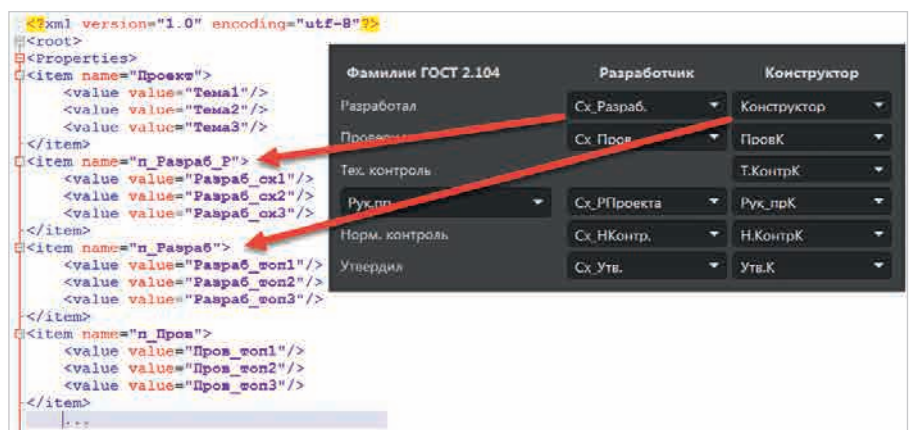 <?xml version="1.0" encoding="utf-8"?>
<root>
<Properties>
<item name="Проект">
<value value="Тема1"/>
<value value="Тема2"/>
<value value="Тема3"/>
</item>
<item name="п_Разраб_Р">
<value value="Разраб_сх1"/>
<value value="Разраб_сх2"/>
<value value="Разраб_сх3"/>
</item>
<item name="п_Разраб">
<value value="Разраб_топ1"/>
<value value="Разраб_топ2"/>
<value value="Разраб_топ3"/>
</item>
<item name="п_Пров">
<value value="Пров_топ1"/>
<value value="Пров_топ2"/>
<value value="Пров_топ3"/>
</item>
...
Фамилии ГОСТ 2.104 Разработчик Конструктор
Разработал Сх_Разраб. Конструктор
Сх_Пров ПровК
Тех. контроль Т.КонтрК
Рук.пр Сх_РПроекта Рук_прК
Норм. контроль Сх_НКонтр. Н.КонтрК
Утвердил Сх_Утв. Утв.К